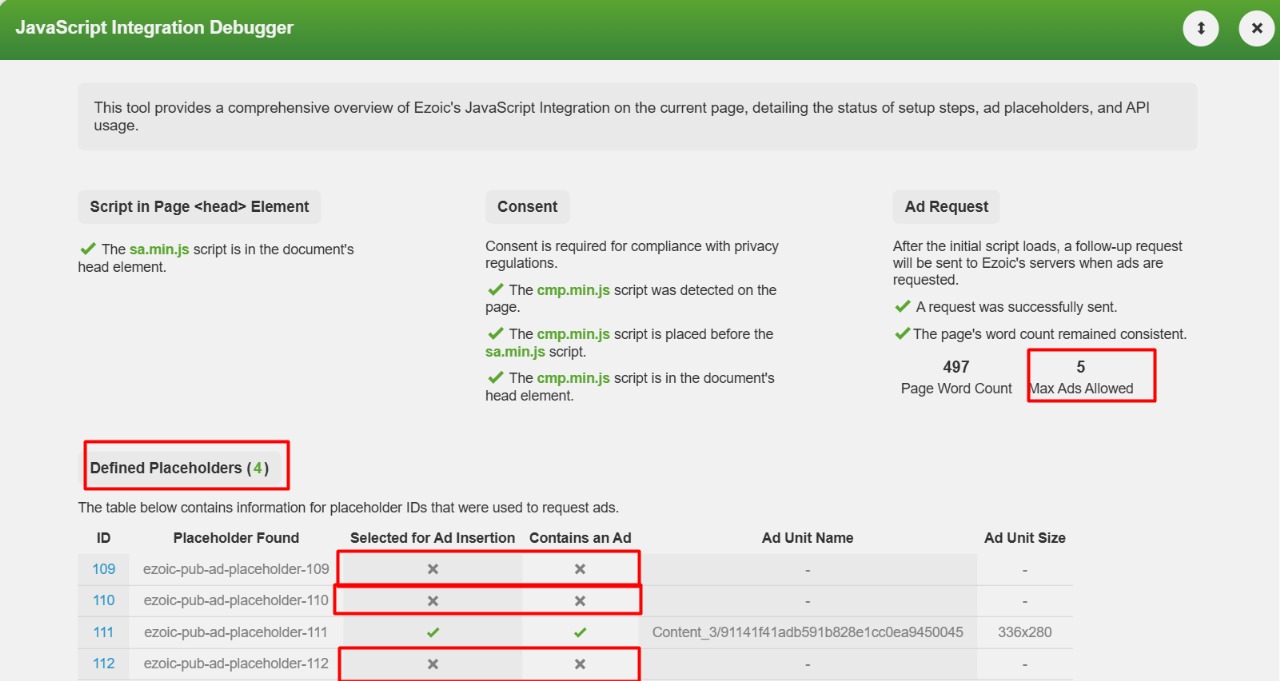 JavaScript Integration Debugger
This tool provides a comprehensive overview of Ezoic's JavaScript Integration on the current page, detailing the status of setup steps, ad placeholders, and API
usage.
Script in Page <head> Element
The sa.min.js script is in the document's
head element.
Consent
Consent is required for compliance with privacy
regulations.
The cmp.min.js script was detected on the
page.
The cmp.min.js script is placed before the
sa.min.js script.
The cmp.min.js script is in the document's
head element.
Ad Request
After the initial script loads, a follow-up request
will be sent to Ezoic's servers when ads are
requested.
A request was successfully sent.
The page's word count remained consistent.
497 5
Page Word Count Max Ads Allowed
Defined Placeholders (4)
The table below contains information for placeholder IDs that were used to request ads.
ID Placeholder Found Selected for Ad Insertion Contains an Ad Ad Unit Name Ad Unit Size
109 ezoic-pub-ad-placeholder-109 - -
110 ezoic-pub-ad-placeholder-110 - -
111 ezoic-pub-ad-placeholder-111 Content_3/91141f41adb591b828e1cc0ea9450045 336x280
112 ezoic-pub-ad-placeholder-112 - -